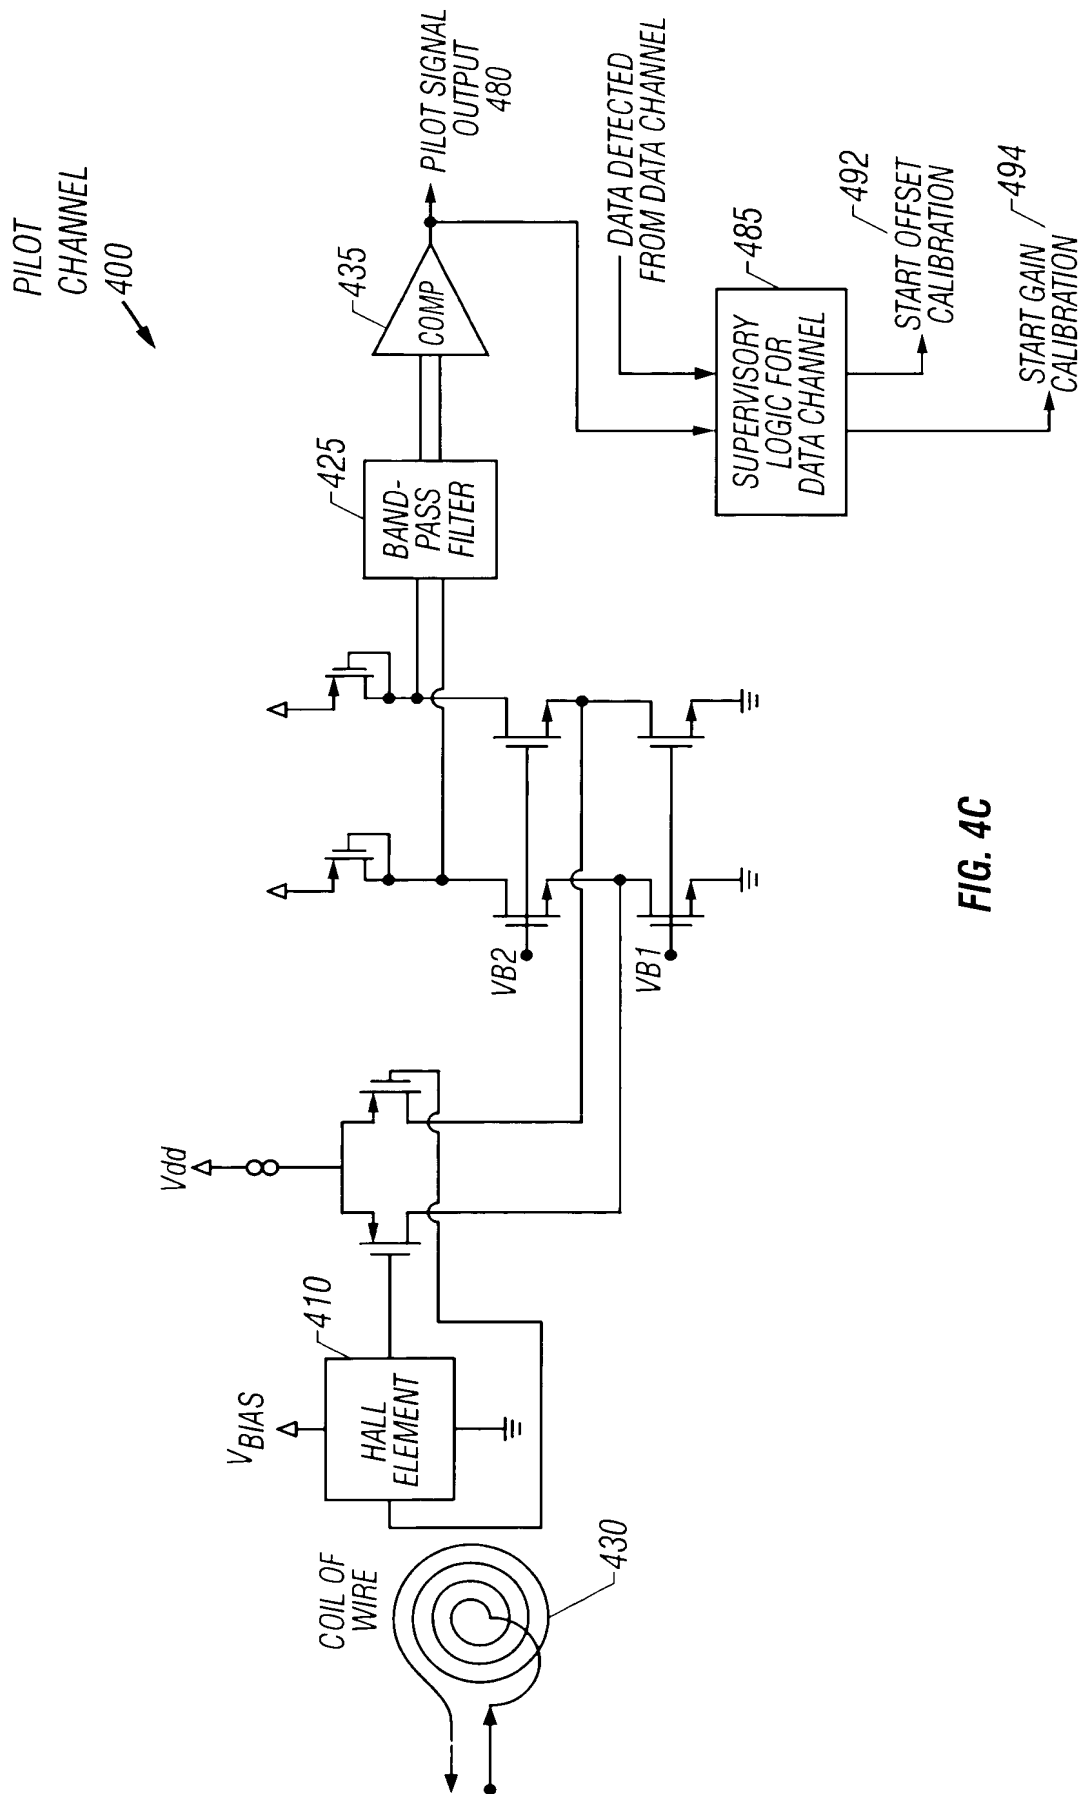 PILOT
CHANNEL
400
COIL OF
WIRE
430
VBIAS
HALL
ELEMENT
410
Vdd
VB2
VB1
BAND-
PASS
FILTER
425
COMP
435
PILOT SIGNAL
OUTPUT
480
DATA DETECTED
FROM DATA CHANNEL
SUPERVISORY
LOGIC FOR
DATA CHANNEL
485
START OFFSET
CALIBRATION
492
START GAIN
CALIBRATION
494
FIG. 4C